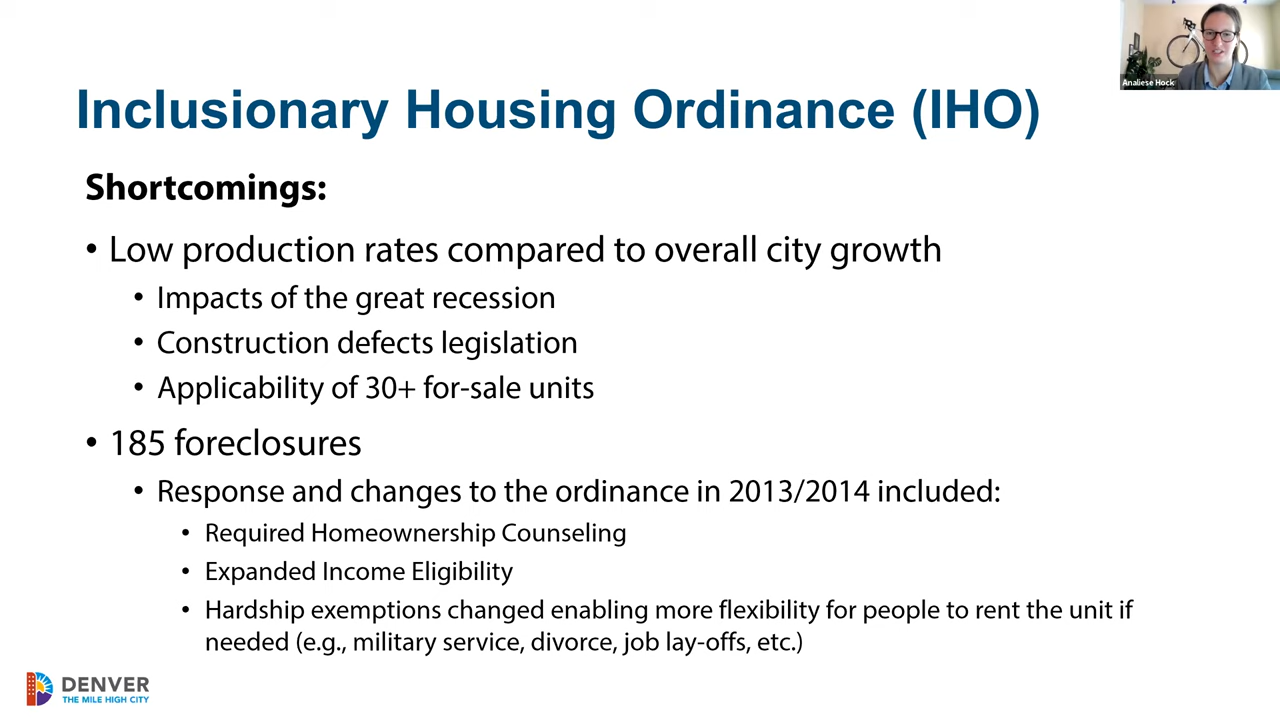 Analiese Hock
Inclusionary Housing Ordinance (IHO)
Shortcomings:
• Low production rates compared to overall city growth
• Impacts of the great recession
• Construction defects legislation
• Applicability of 30+ for-sale units
• 185 foreclosures
• Response and changes to the ordinance in 2013/2014 included:
• Required Homeownership Counseling
• Expanded Income Eligibility
• Hardship exemptions changed enabling more flexibility for people to rent the unit if
needed (e.g., military service, divorce, job lay-offs, etc.)
DENVER
THE MILE HIGH CITY